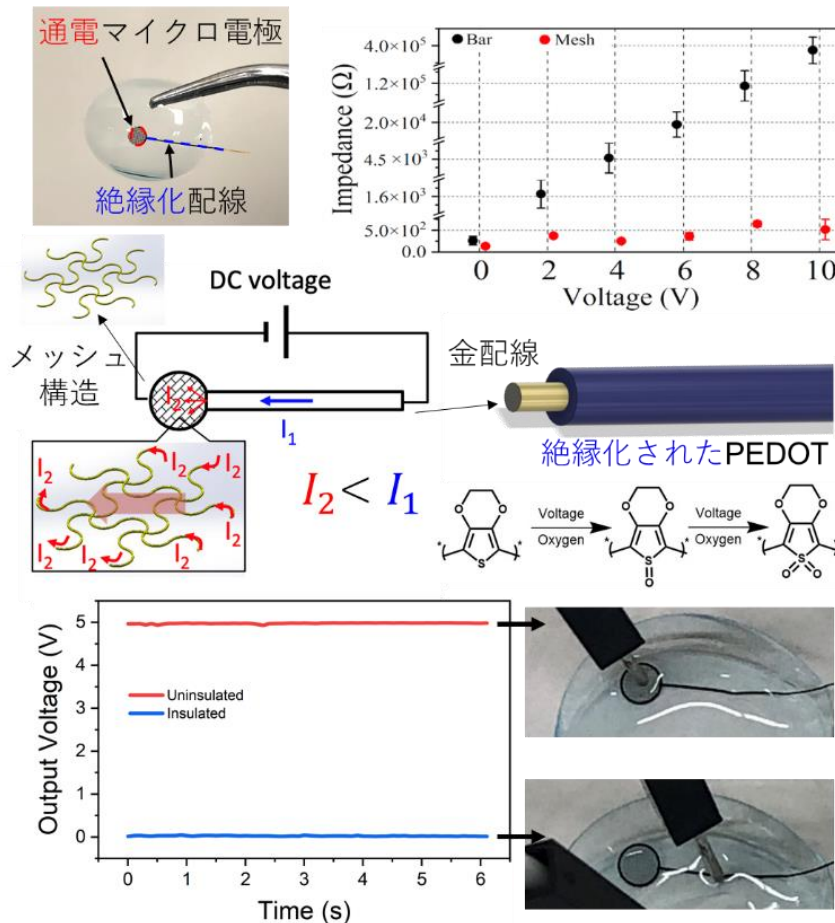 通電マイクロ電極
絶縁化配線
Bar
Mesh
Impedance (Ω)
4.0×10⁵
1.2×10⁵
2.0×10⁴
4.5 ×10³
1.6×10³
5.0×10²
0.0
0 2 4 6 8 10
Voltage (V)
DC voltage
メッシュ
構造
I₂
I₁
金配線
絶縁化されたPEDOT
I₂
I₂
I₂
I₂
I₂
I₂
I₂
I₂
I₂ < I₁
O O
S
* *
Voltage
Oxygen
O O
S
O
* *
Voltage
Oxygen
O O
S
O O
* *
Output Voltage (V)
5
4
3
2
1
0
Uninsulated
Insulated
0 1 2 3 4 5 6
Time (s)